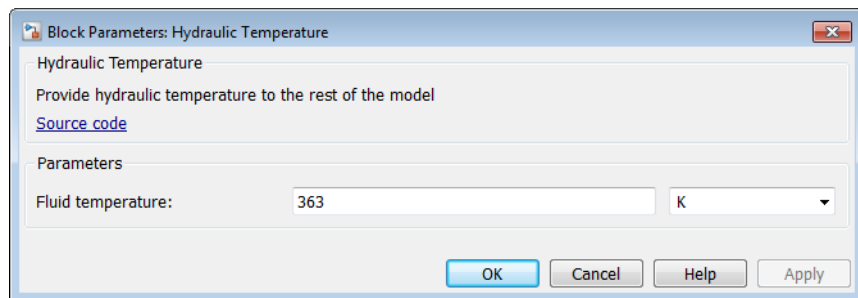 Block Parameters: Hydraulic Temperature
Hydraulic Temperature
Provide hydraulic temperature to the rest of the model
Source code
Parameters
Fluid temperature: 363 K
OK Cancel Help Apply